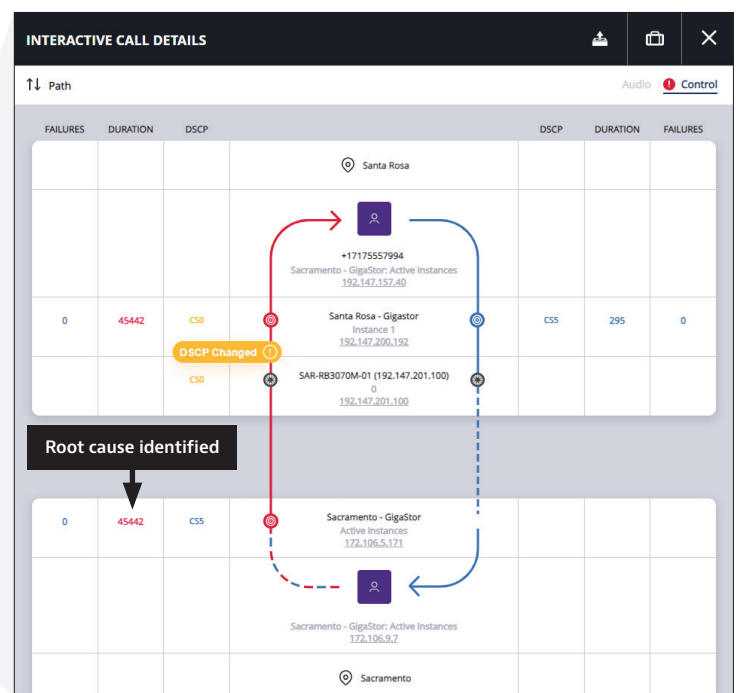 INTERACTIVE CALL DETAILS
Path
Audio
Control
FAILURES DURATION DSCP DSCP DURATION FAILURES
Santa Rosa
+17175557994
Sacramento - GigaStor: Active Instances
192.147.157.40
0 45442 CS0 Santa Rosa - Gigastor CS5 295 0
Instance 1
192.147.200.192
DSCP Changed
CS0 SAR-RB3070M-01 (192.147.201.100)
0
192.147.201.100
Root cause identified
0 45442 CS5 Sacramento - GigaStor
Active Instances
172.106.5.171
Sacramento - GigaStor: Active Instances
172.106.9.7
Sacramento